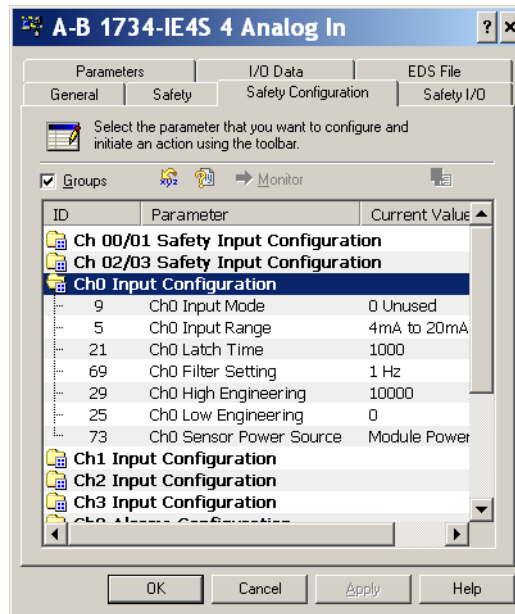 A-B 1734-IE4S 4 Analog In
Parameters I/O Data EDS File
General Safety Safety Configuration Safety I/O
Select the parameter that you want to configure and
initiate an action using the toolbar.
Groups xyz Monitor
ID Parameter Current Value
Ch 00/01 Safety Input Configuration
Ch 02/03 Safety Input Configuration
Ch0 Input Configuration
9 Ch0 Input Mode 0 Unused
5 Ch0 Input Range 4mA to 20mA
21 Ch0 Latch Time 1000
69 Ch0 Filter Setting 1 Hz
29 Ch0 High Engineering 10000
25 Ch0 Low Engineering 0
73 Ch0 Sensor Power Source Module Power
Ch1 Input Configuration
Ch2 Input Configuration
Ch3 Input Configuration
Ch0 Alarms Configuration
OK Cancel Apply Help